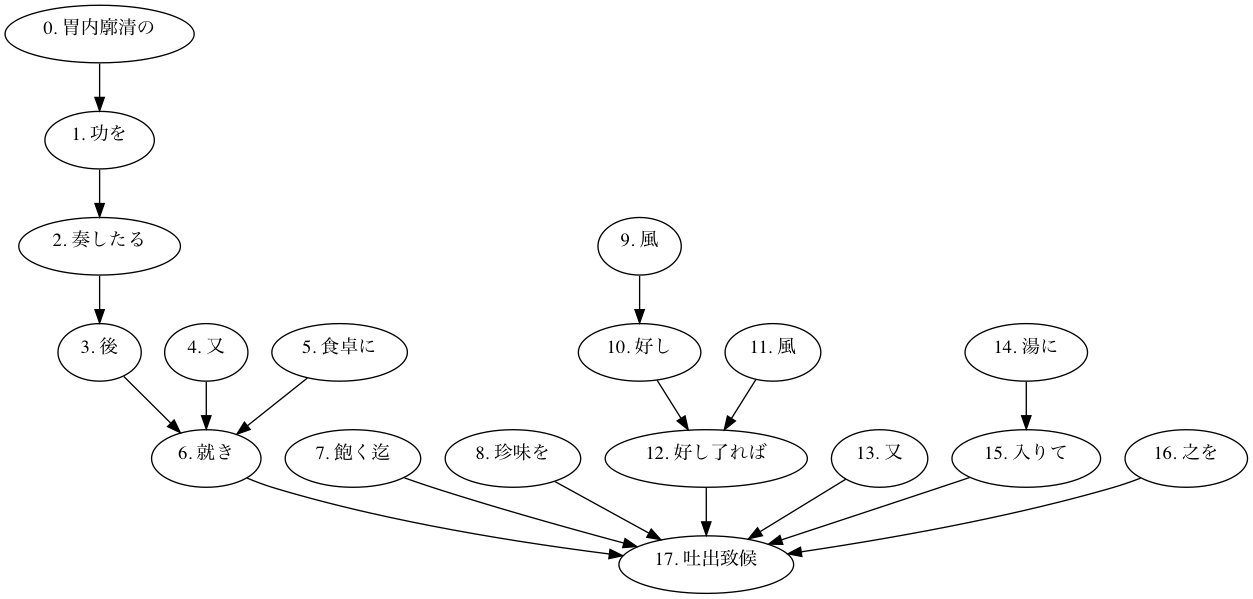 0. 胃内廓清の
1. 功を
2. 奏したる
3. 後
4. 又
5. 食卓に
6. 就き
7. 飽く迄
8. 珍味を
9. 風
10. 好し
11. 風
12. 好し了れば
13. 又
14. 湯に
15. 入りて
16. 之を
17. 吐出致候